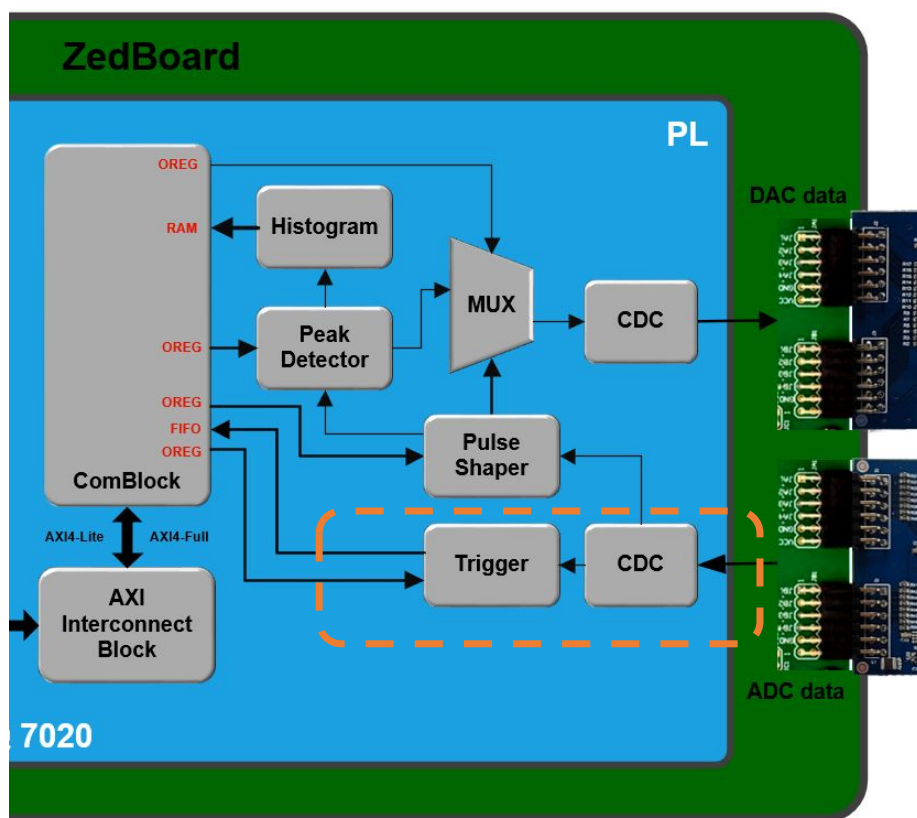 ZedBoard
PL
OREG
RAM
Histogram
DAC data
MUX
CDC
OREG
Peak
Detector
OREG
FIFO
OREG
Pulse
Shaper
ComBlock
AXI4-Lite
AXI4-Full
Trigger
CDC
AXI
Interconnect
Block
ADC data
7020